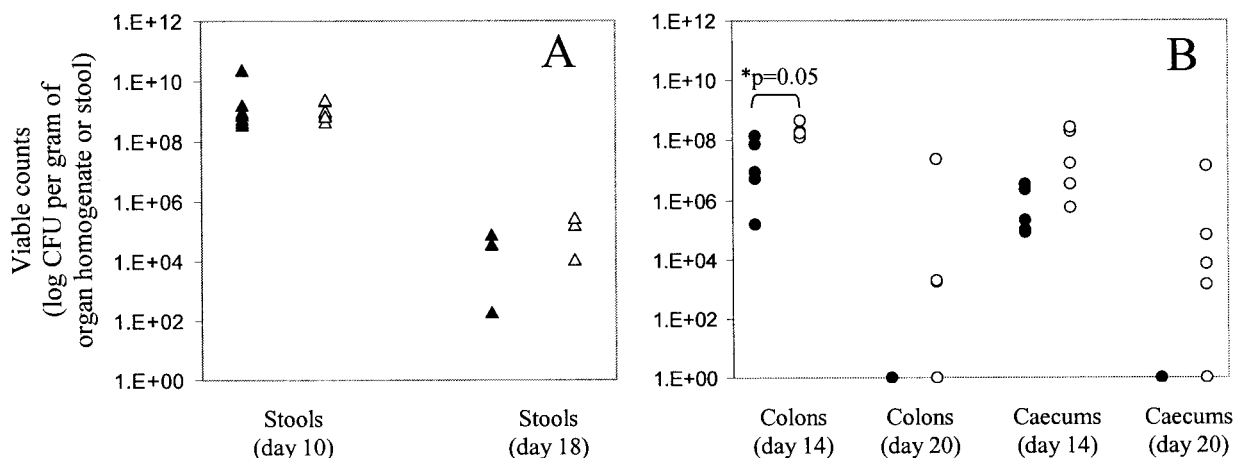 Viable counts
(log CFU per gram of
organ homogenate or stool)
1.E+12
1.E+10
1.E+08
1.E+06
1.E+04
1.E+02
1.E+00
A
Stools
(day 10)
Stools
(day 18)
1.E+12
1.E+10
1.E+08
1.E+06
1.E+04
1.E+02
1.E+00
B
*p=0.05
Colons
(day 14)
Colons
(day 20)
Caecums
(day 14)
Caecums
(day 20)